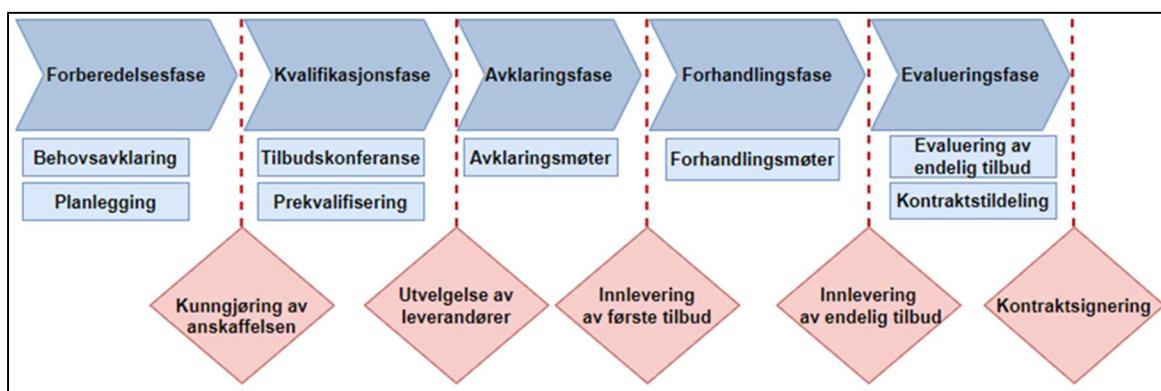 Forberedelsesfase
Kvalifikasjonsfase
Avklaringsfase
Forhandlingsfase
Evalueringsfase
Behovsavklaring
Planlegging
Tilbudskonferanse
Prekvalifisering
Avklaringsmøter
Forhandlingsmøter
Evaluering av
endelig tilbud
Kontraktstildeling
Kunngjøring av
anskaffelsen
Utvelgelse av
leverandører
Innlevering
av første tilbud
Innlevering
av endelig tilbud
Kontraktsignering